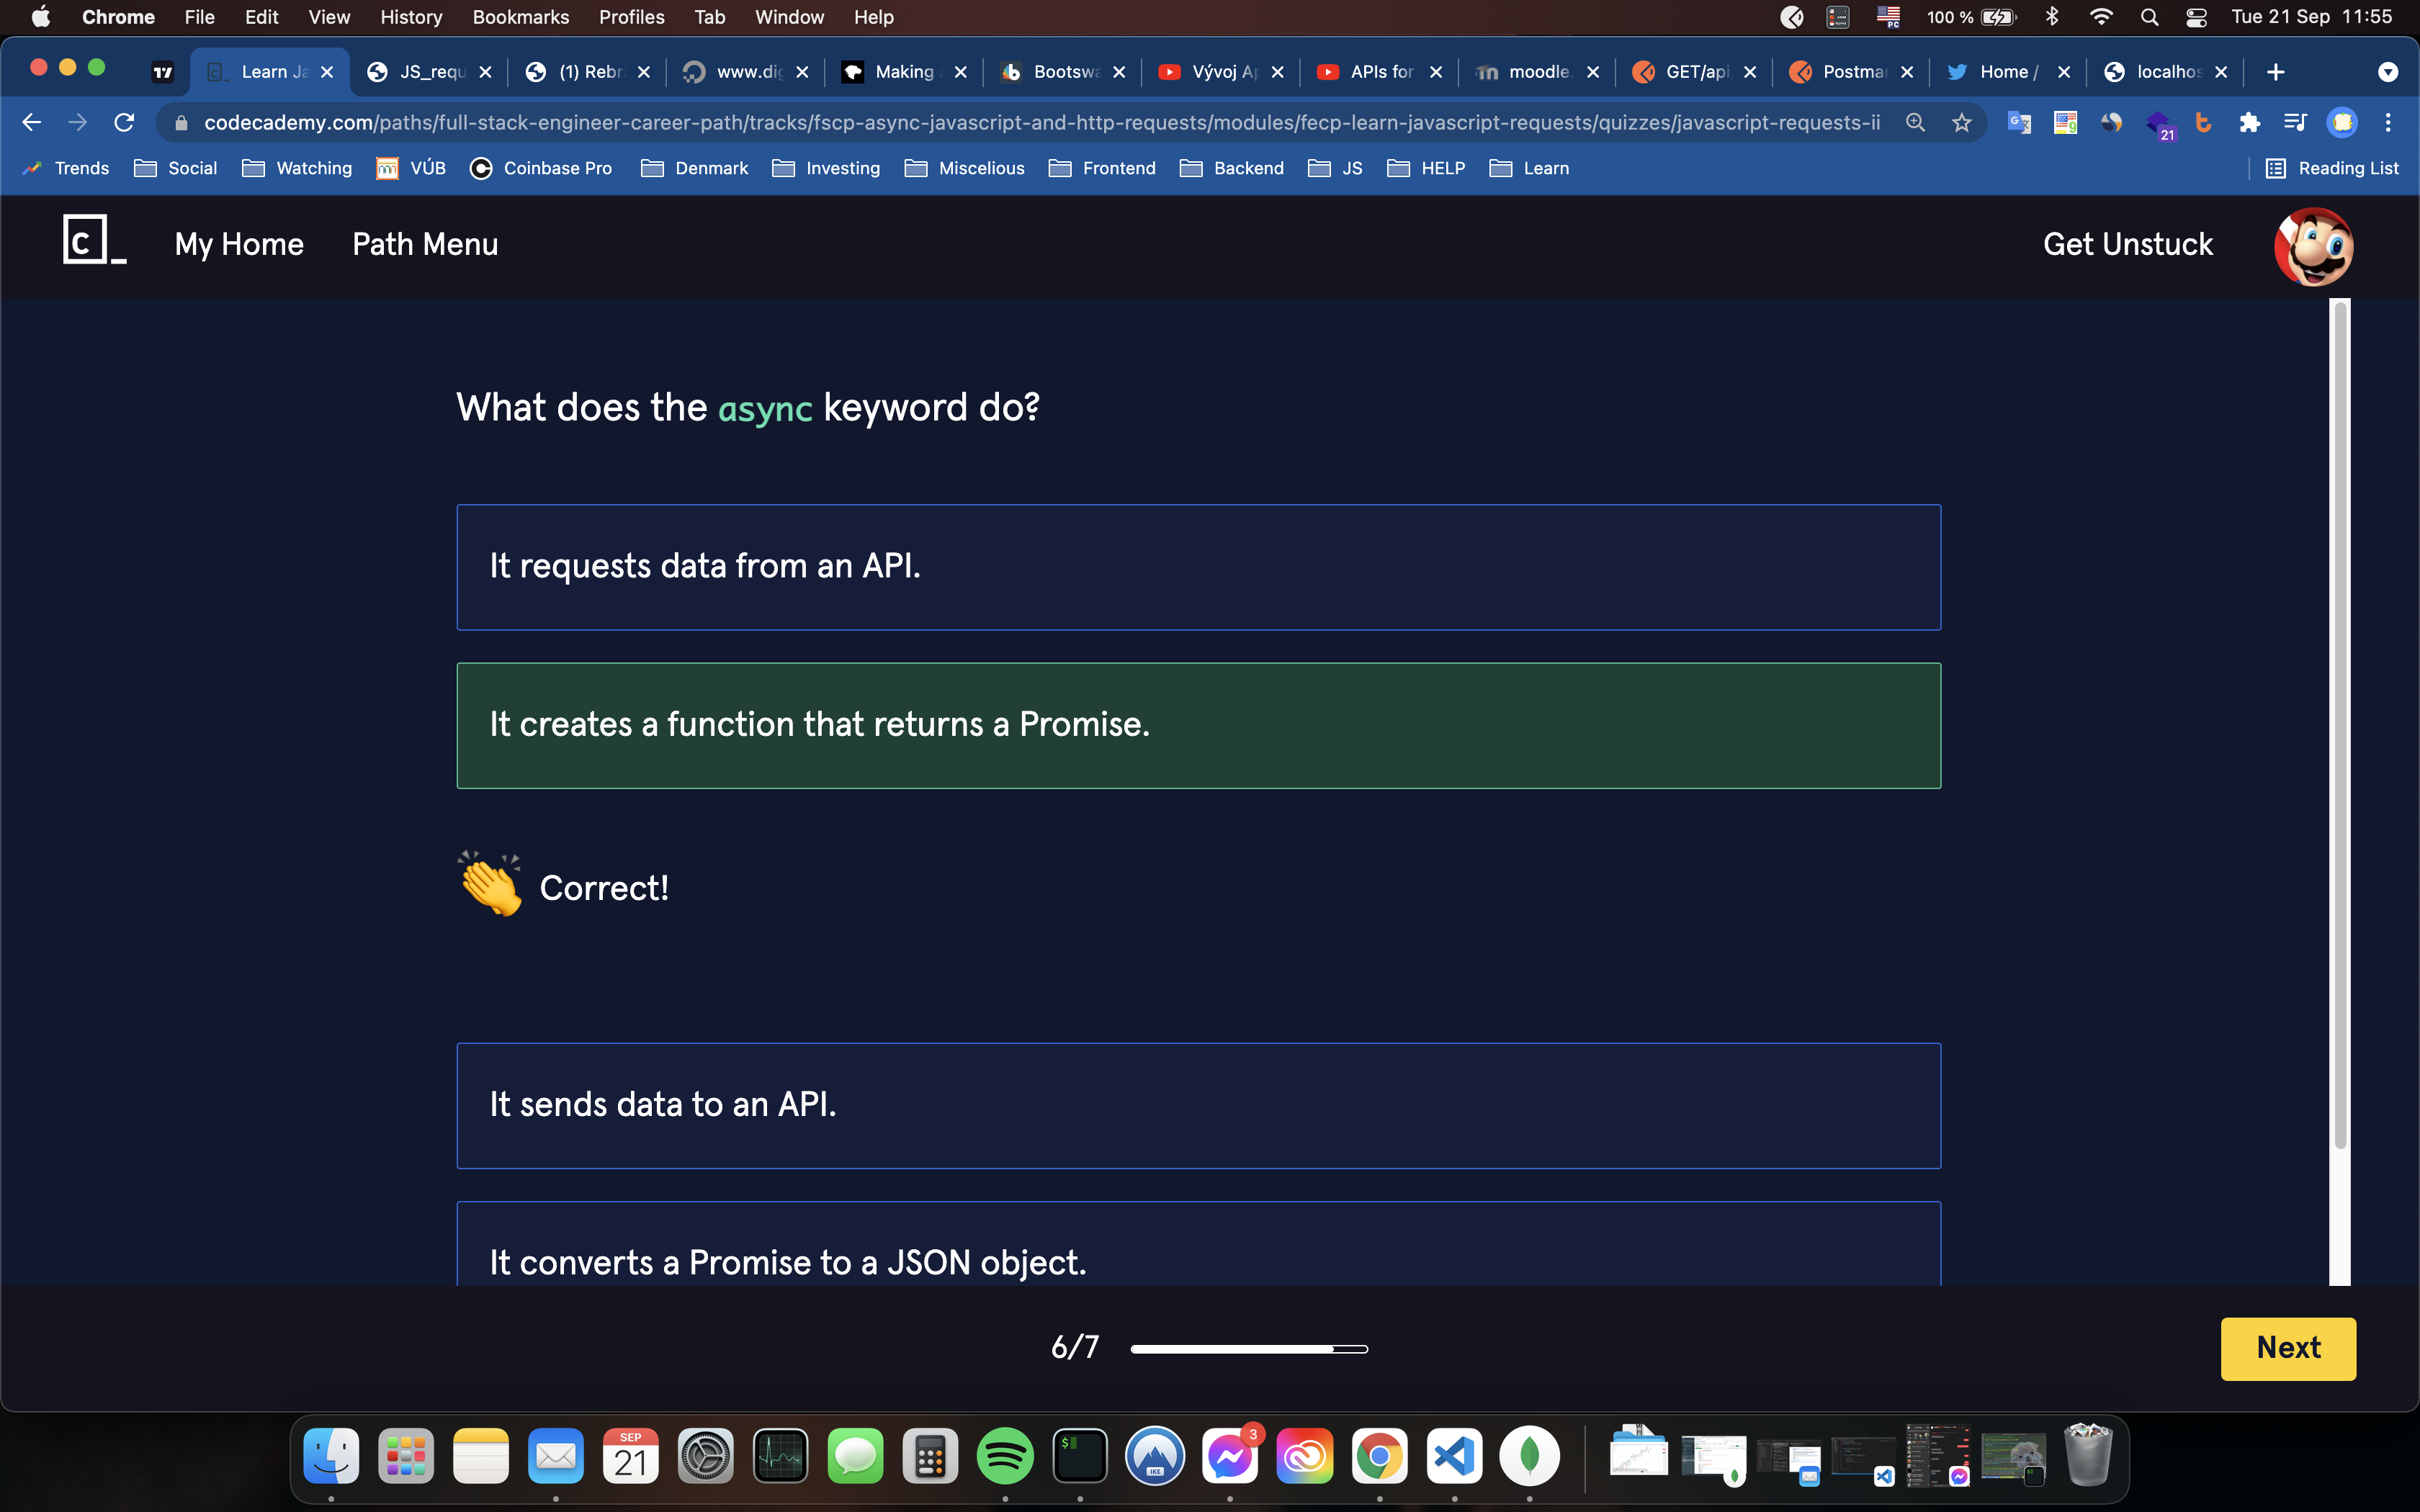 Chrome File Edit View History Bookmarks Profiles Tab Window Help 100 % Tue 21 Sep 11:55
Learn Ja JS_requ (1) Rebr www.dig Making Bootswa Vývoj Ap APIs for moodle. GET/api Postma Home / localhos
codecademy.com/paths/full-stack-engineer-career-path/tracks/fscp-async-javascript-and-http-requests/modules/fecp-learn-javascript-requests/quizzes/javascript-requests-ii 21
Trends Social Watching VÚB Coinbase Pro Denmark Investing Miscelious Frontend Backend JS HELP Learn Reading List
c_ My Home Path Menu Get Unstuck
What does the async keyword do?
It requests data from an API.
It creates a function that returns a Promise.
Correct!
It sends data to an API.
It converts a Promise to a JSON object.
6/7 Next
SEP
21
IKE
3